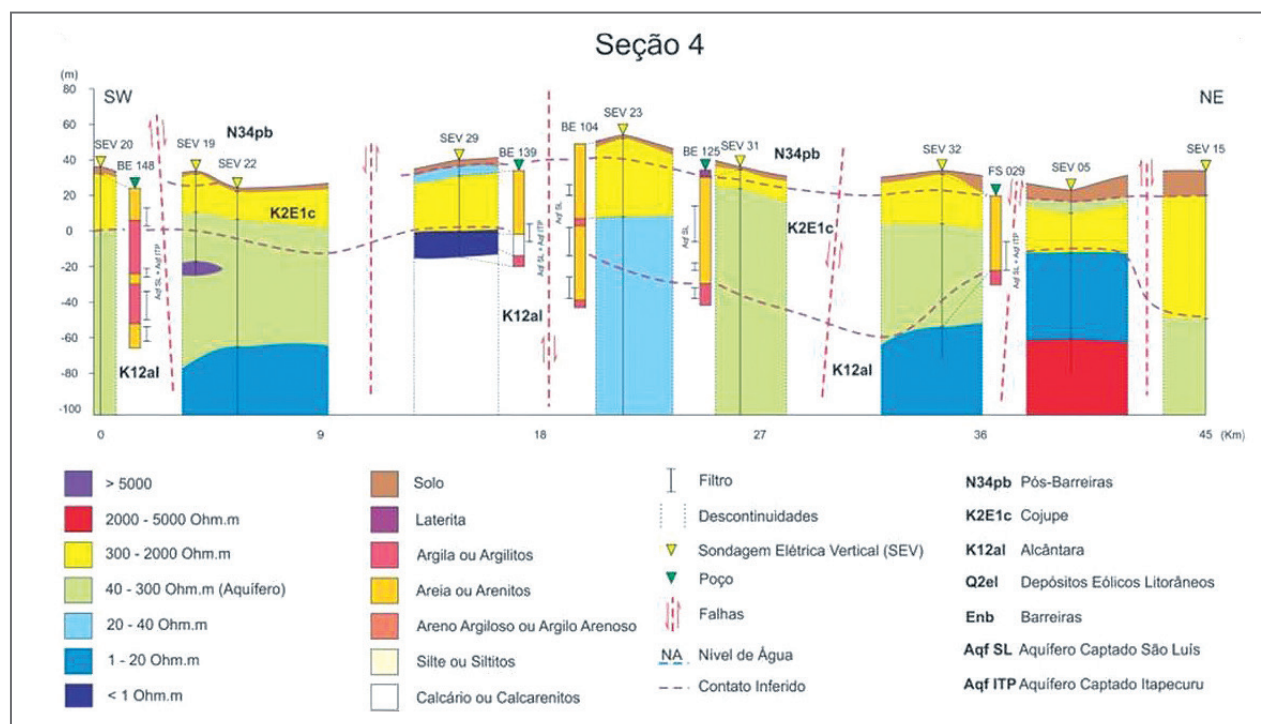 Seção 4
(m)
80
60
40
20
0
-20
-40
-60
-80
-100
SW
NE
SEV 20
BE 148
SEV 19
SEV 22
N34pb
SEV 29
BE 139
BE 104
SEV 23
BE 125
SEV 31
N34pb
SEV 32
FS 029
SEV 05
SEV 15
K2E1c
K2E1c
Aqf SL + Aqf ITP
Aqf SL + Aqf ITP
Aqf SL
Aqf SL
Aqf SL + Aqf ITP
K12al
K12al
K12al
0
9
18
27
36
45
(Km)
> 5000
2000 - 5000 Ohm.m
300 - 2000 Ohm.m
40 - 300 Ohm.m (Aquífero)
20 - 40 Ohm.m
1 - 20 Ohm.m
< 1 Ohm.m
Solo
Laterita
Argila ou Argilitos
Areia ou Arenitos
Areno Argiloso ou Argilo Arenoso
Silte ou Siltitos
Calcário ou Calcarenitos
Filtro
Descontinuidades
Sondagem Elétrica Vertical (SEV)
Poço
Falhas
NA Nivel de Água
Contato Inferido
N34pb Pós-Barreiras
K2E1c Cojupe
K12al Alcântara
Q2el Depósitos Eólicos Litorâneos
Enb Barreiras
Aqf SL Aquífero Captado São Luís
Aqf ITP Aquífero Captado Itapecuru